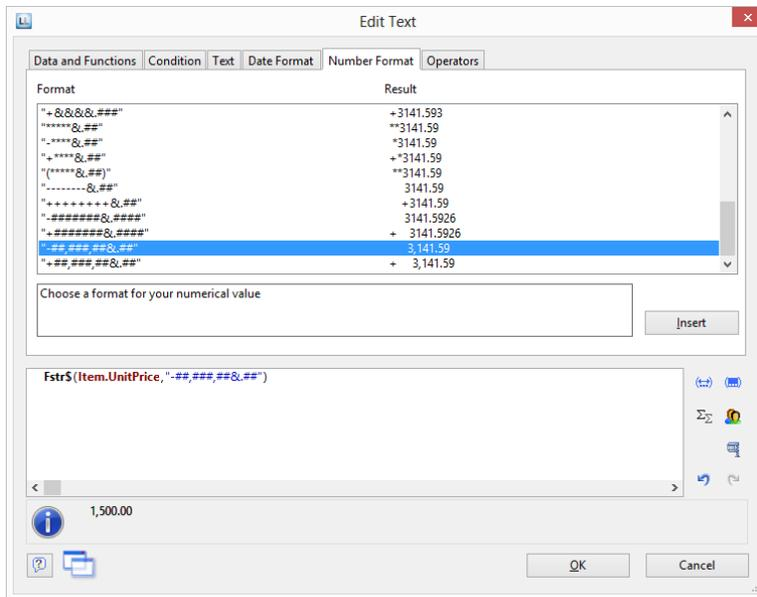 LL
Edit Text
Data and Functions Condition Text Date Format Number Format Operators
Format Result
"+&&&&.###" +3141.593
"*****&.##" **3141.59
"-****&.##" *3141.59
"+****&.##" +*3141.59
"(*****&.##)" **3141.59
"--------&.##" 3141.59
"++++++++&.##" +3141.59
"-#######&.####" 3141.5926
"+#######&.####" + 3141.5926
"-##,###,##&.##" 3,141.59
"+##,###,##&.##" + 3,141.59
Choose a format for your numerical value
Insert
Fstr$(Item.UnitPrice,"-##,###,##&.##")
1,500.00
OK Cancel